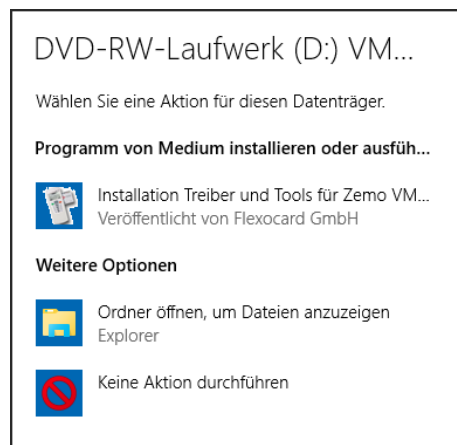 DVD-RW-Laufwerk (D:) VM...
Wählen Sie eine Aktion für diesen Datenträger.
Programm von Medium installieren oder ausfüh...
Installation Treiber und Tools für Zemo VM...
Veröffentlicht von Flexocard GmbH
Weitere Optionen
Ordner öffnen, um Dateien anzuzeigen
Explorer
Keine Aktion durchführen